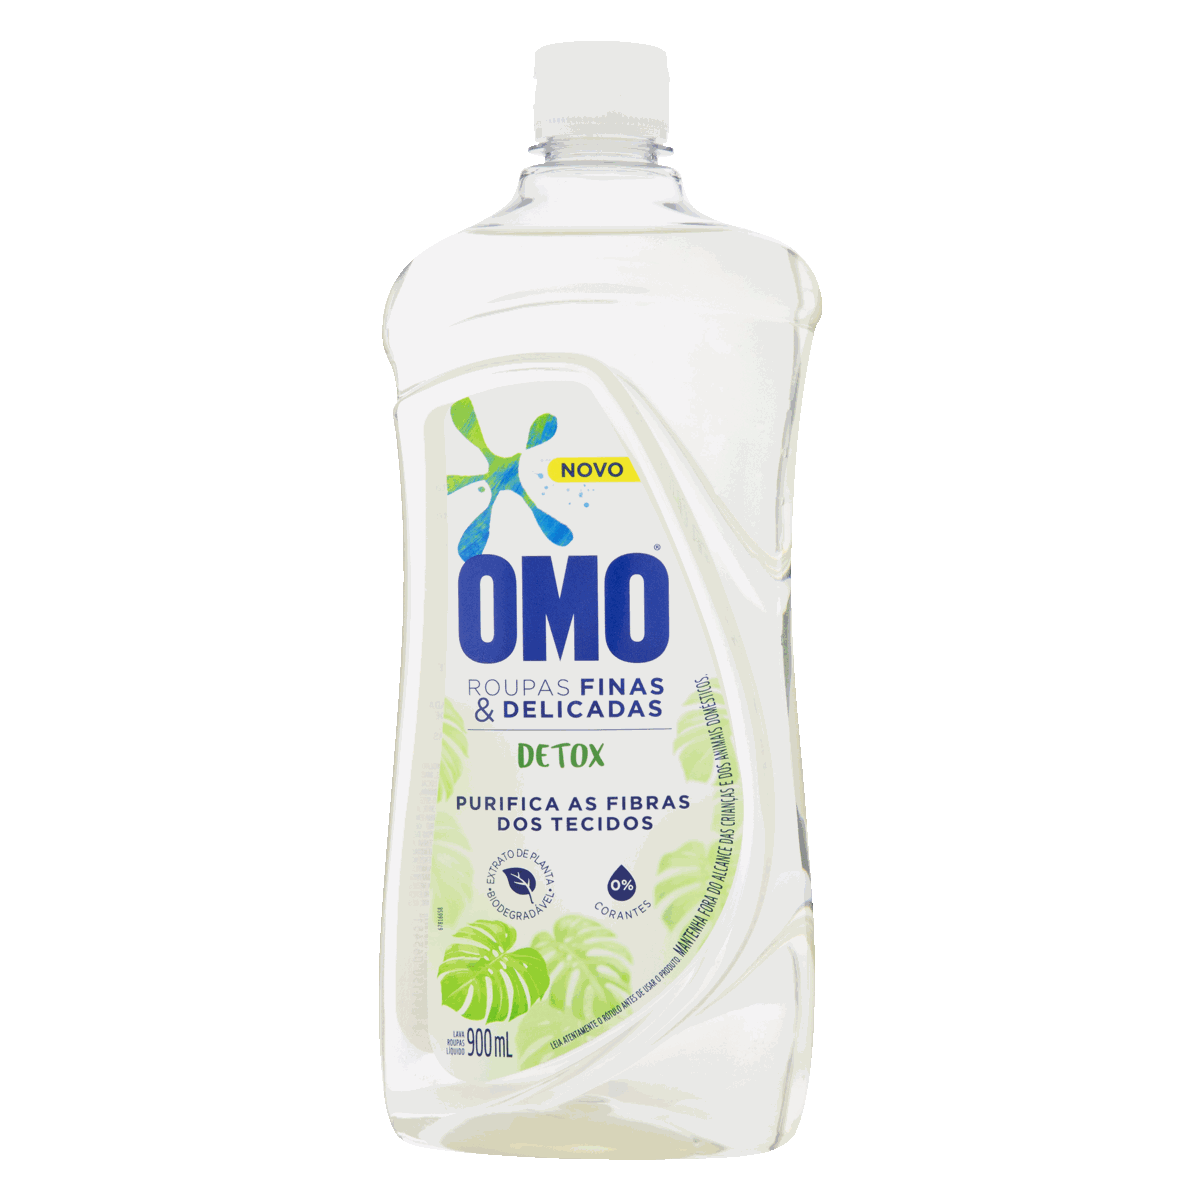 NOVO
OMO®
ROUPAS FINAS
& DELICADAS
DETOX
PURIFICA AS FIBRAS
DOS TECIDOS
• EXTRATO DE PLANTA •
BIODEGRADÁVEL
0%
CORANTES
LEIA ATENTAMENTE O RÓTULO ANTES DE USAR O PRODUTO. MANTENHA FORA DO ALCANCE DAS CRIANÇAS E DOS ANIMAIS DOMÉSTICOS.
LAVA
ROUPAS
LÍQUIDO
900mL